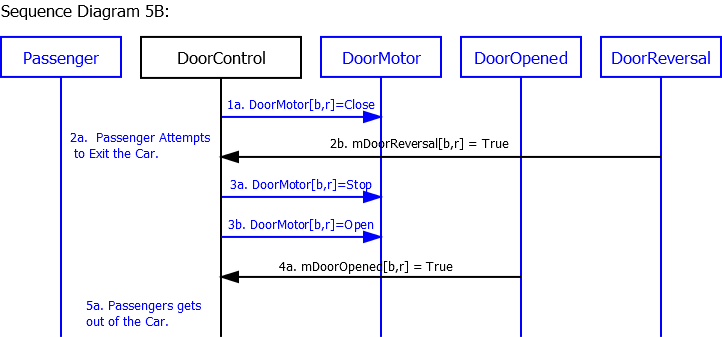 Sequence Diagram 5B:
Passenger DoorControl DoorMotor DoorOpened DoorReversal
1a. DoorMotor[b,r]=Close
2a. Passenger Attempts
to Exit the Car.
2b. mDoorReversal[b,r] = True
3a. DoorMotor[b,r]=Stop
3b. DoorMotor[b,r]=Open
4a. mDoorOpened[b,r] = True
5a. Passengers gets
out of the Car.